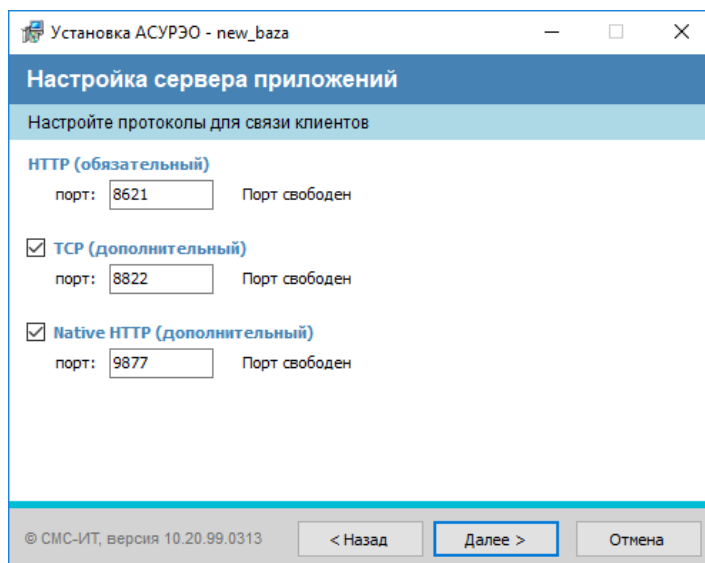 Установка АСУРЭО - new_baza
Настройка сервера приложений
Настройте протоколы для связи клиентов
HTTP (обязательный)
порт: 8621 Порт свободен
TCP (дополнительный)
порт: 8822 Порт свободен
Native HTTP (дополнительный)
порт: 9877 Порт свободен
© СМС-ИТ, версия 10.20.99.0313 < Назад Далее > Отмена